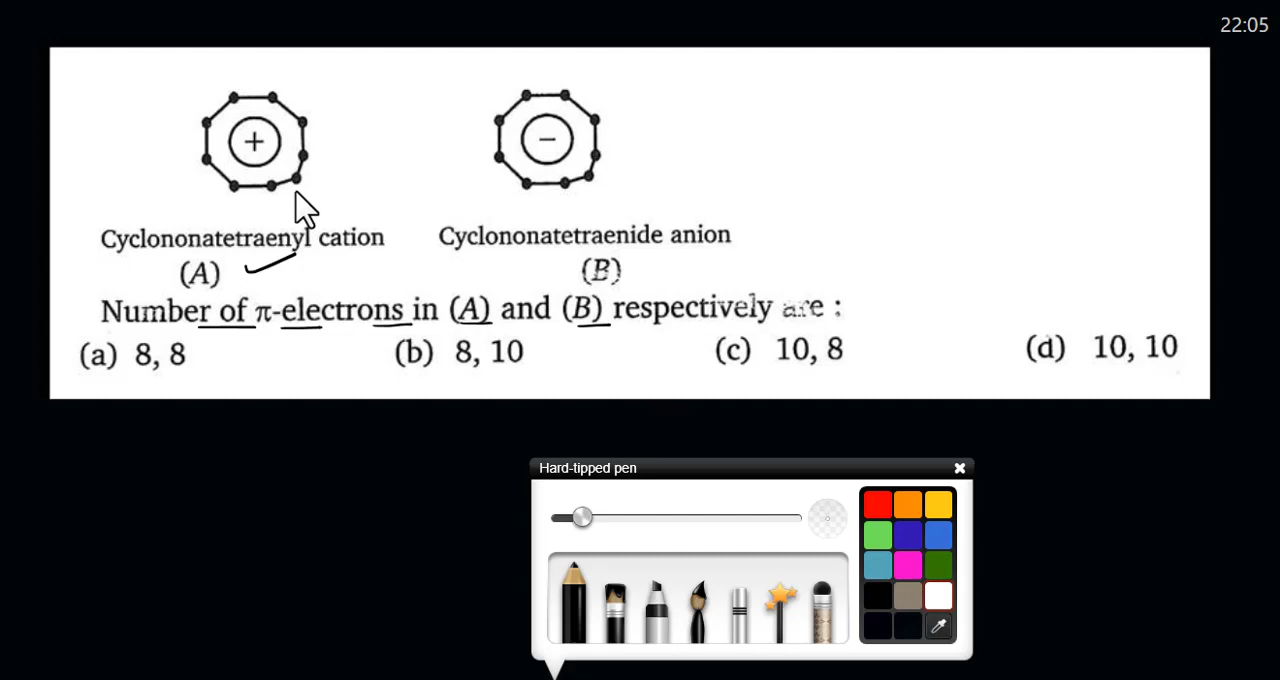 22:05
+
−
Cyclononatetraenyl cation
Cyclononatetraenide anion
(A)
(B)
Number of π-electrons in (A) and (B) respectively are :
(a) 8, 8
(b) 8, 10
(c) 10, 8
(d) 10, 10
Hard-tipped pen